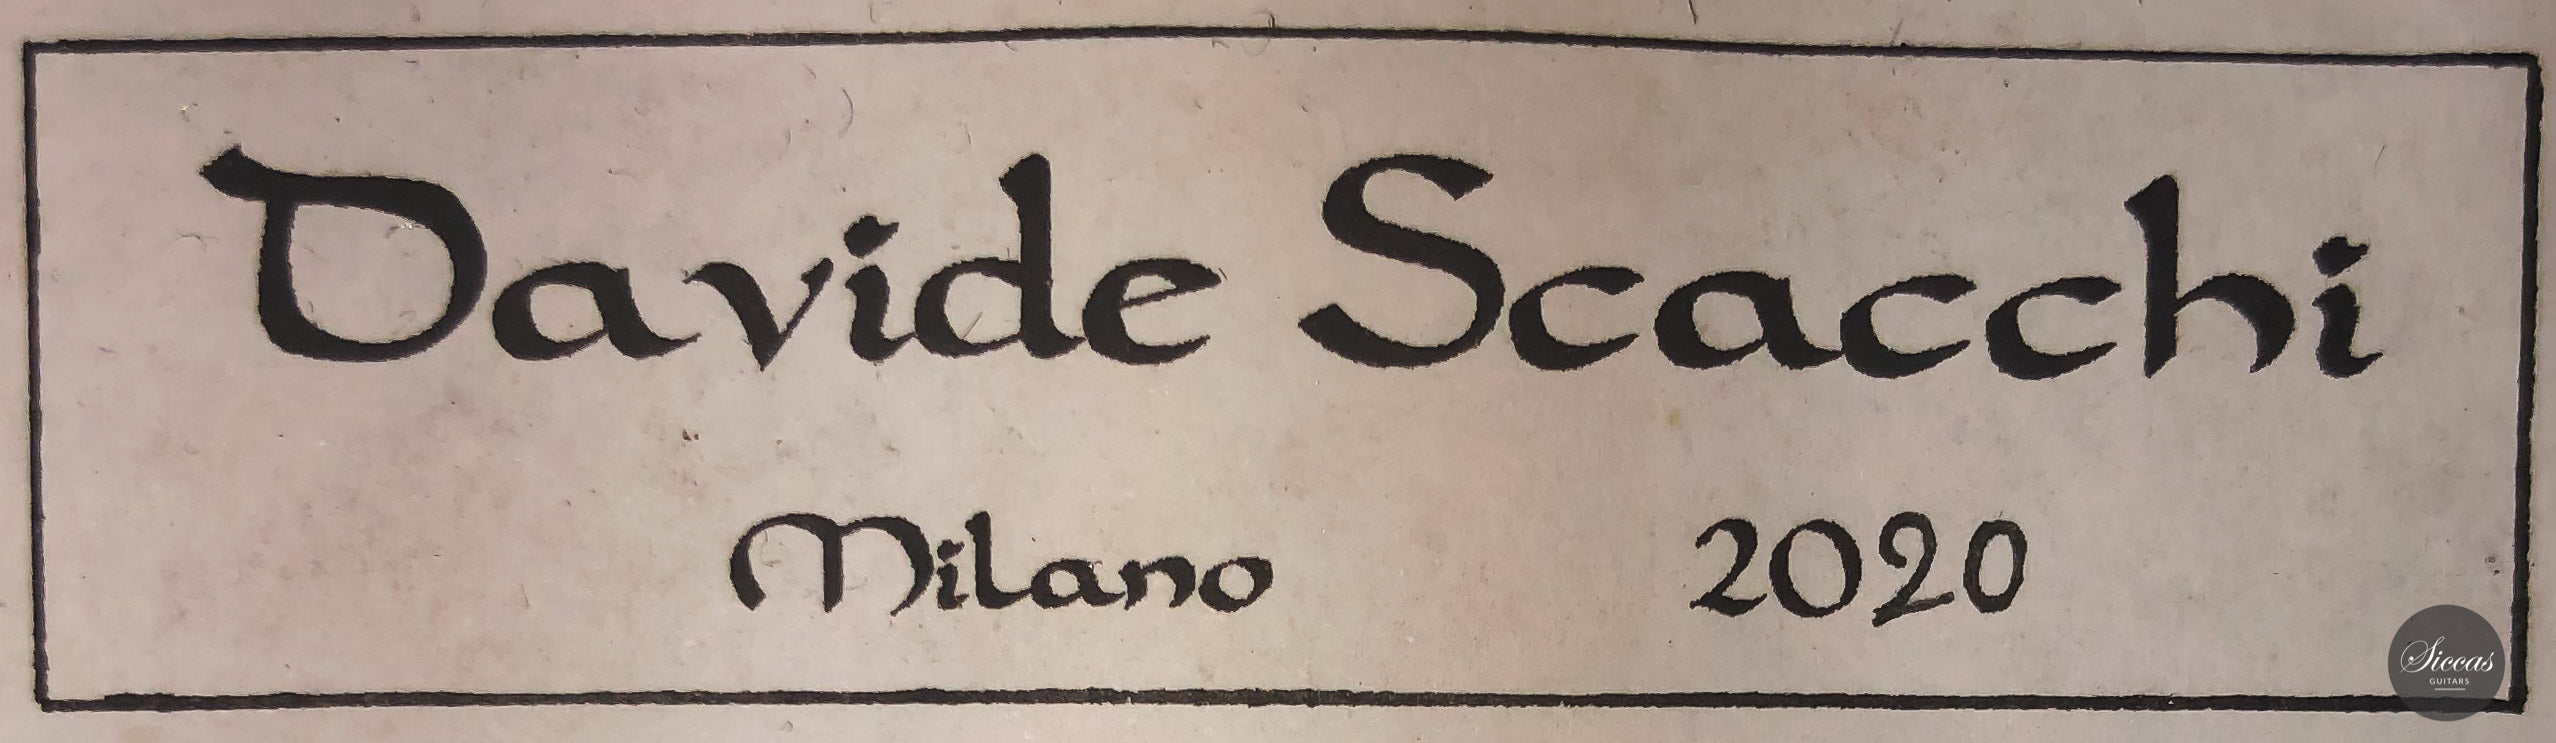 Davide Scacchi
Milano 2020
Siccas
GUITARS